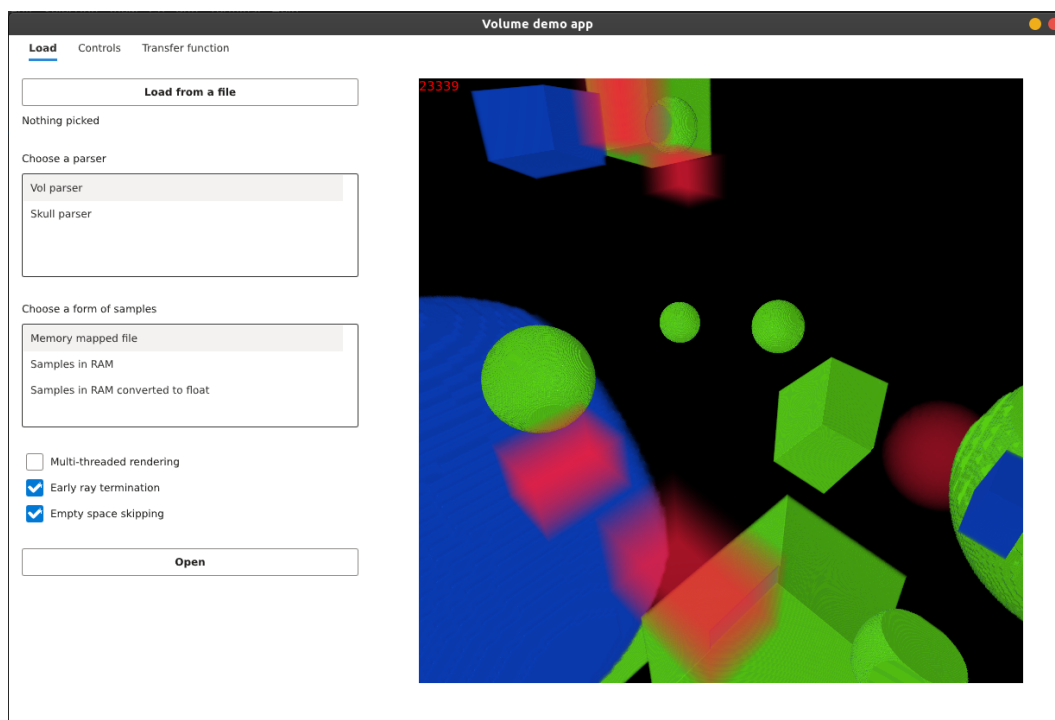 Volume demo app
Load Controls Transfer function
Load from a file
23339
Nothing picked
Choose a parser
Vol parser
Skull parser
Choose a form of samples
Memory mapped file
Samples in RAM
Samples in RAM converted to float
Multi-threaded rendering
Early ray termination
Empty space skipping
Open